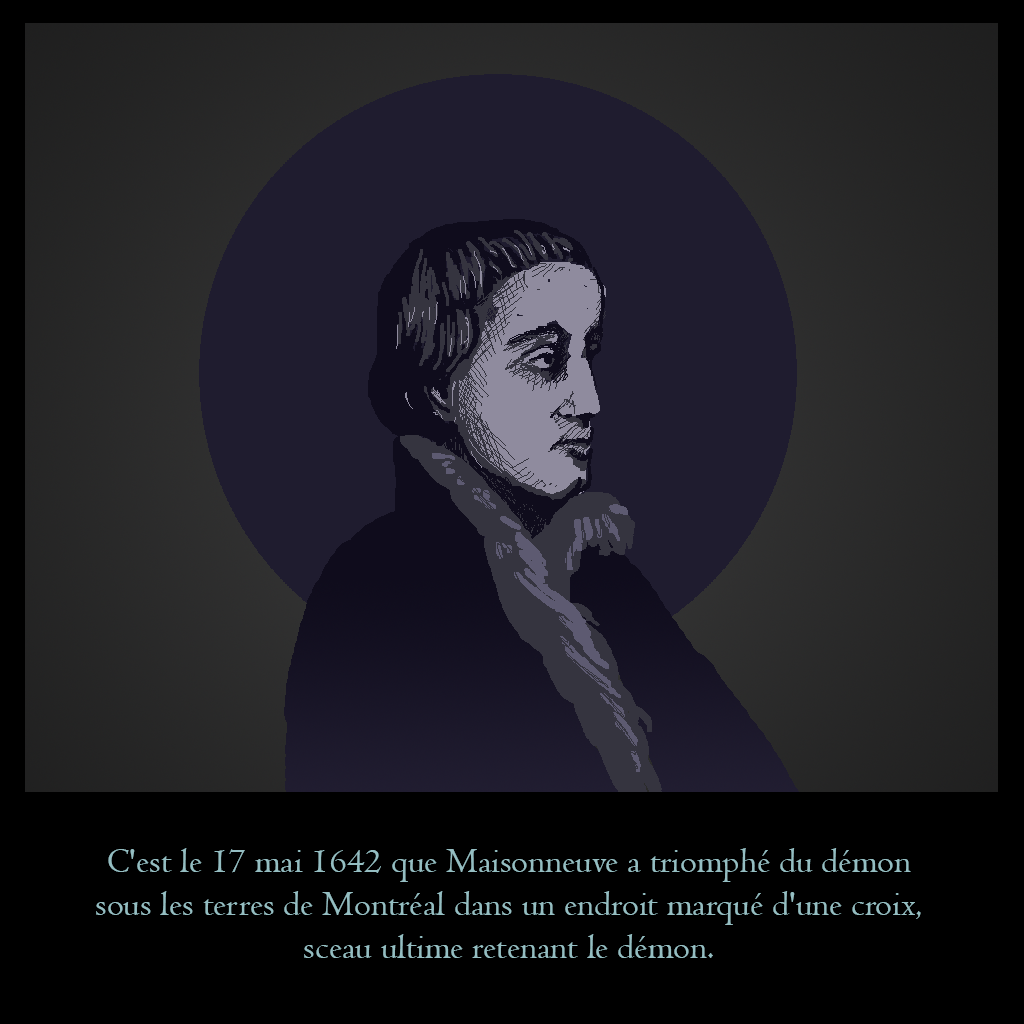 C'est le 17 mai 1642 que Maisonneuve a triomphé du démon
sous les terres de Montréal dans un endroit marqué d'une croix,
sceau ultime retenant le démon.